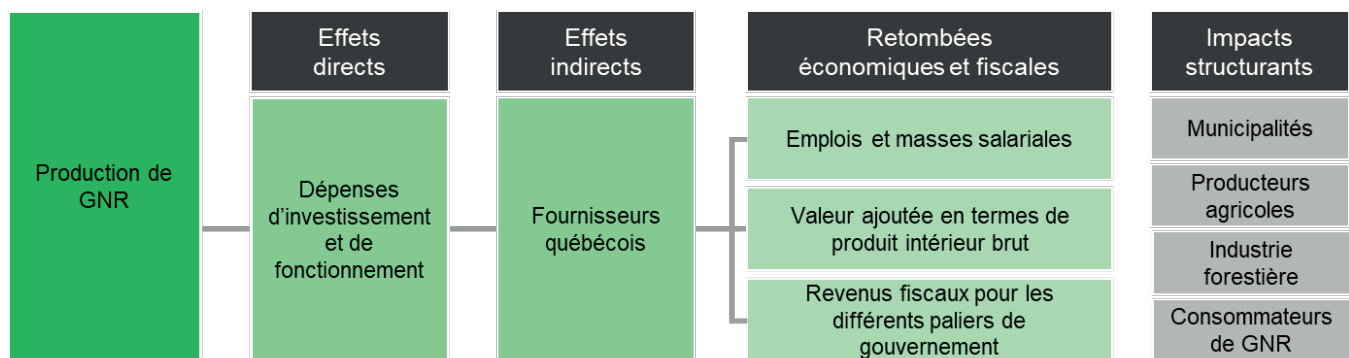 Production de
GNR
Effets
directs
Dépenses
d'investissement
et de
fonctionnement
Effets
indirects
Fournisseurs
québécois
Retombées
économiques et fiscales
Emplois et masses salariales
Valeur ajoutée en termes de
produit intérieur brut
Revenus fiscaux pour les
différents paliers de
gouvernement
Impacts
structurants
Municipalités
Producteurs
agricoles
Industrie
forestière
Consommateurs
de GNR